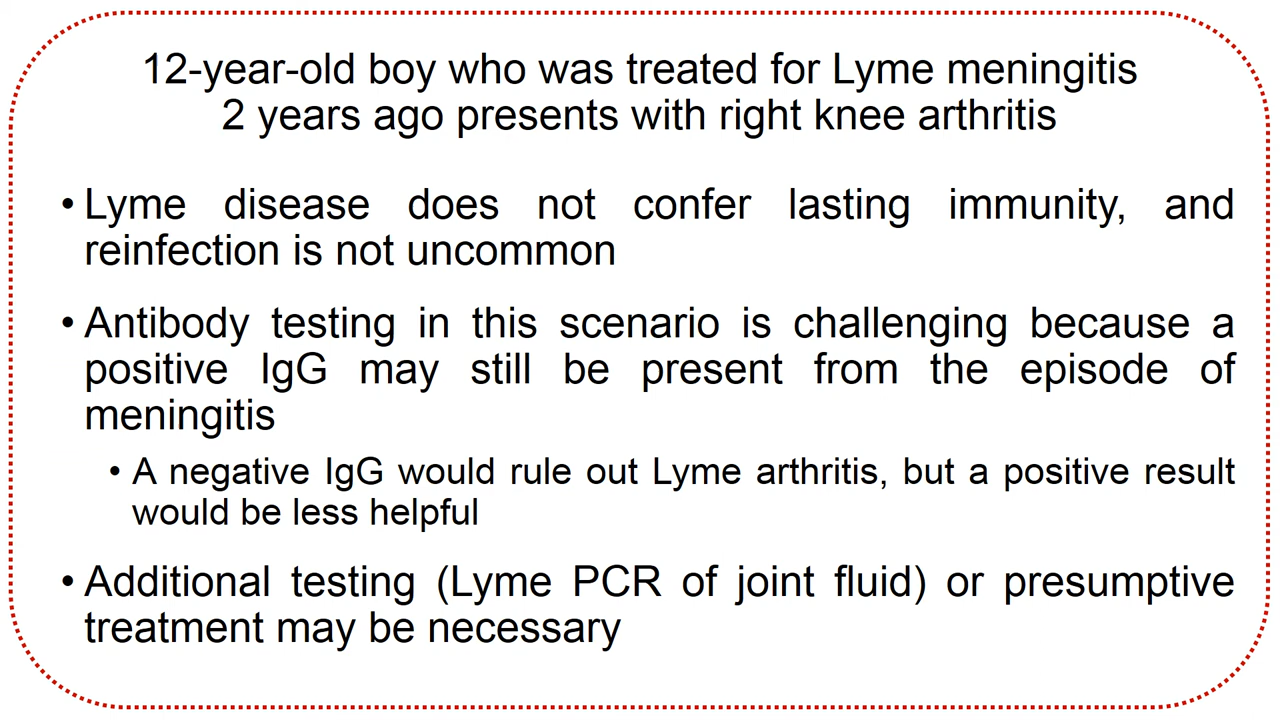 12-year-old boy who was treated for Lyme meningitis
2 years ago presents with right knee arthritis
• Lyme disease does not confer lasting immunity, and
reinfection is not uncommon
• Antibody testing in this scenario is challenging because a
positive IgG may still be present from the episode of
meningitis
• A negative IgG would rule out Lyme arthritis, but a positive result
would be less helpful
• Additional testing (Lyme PCR of joint fluid) or presumptive
treatment may be necessary